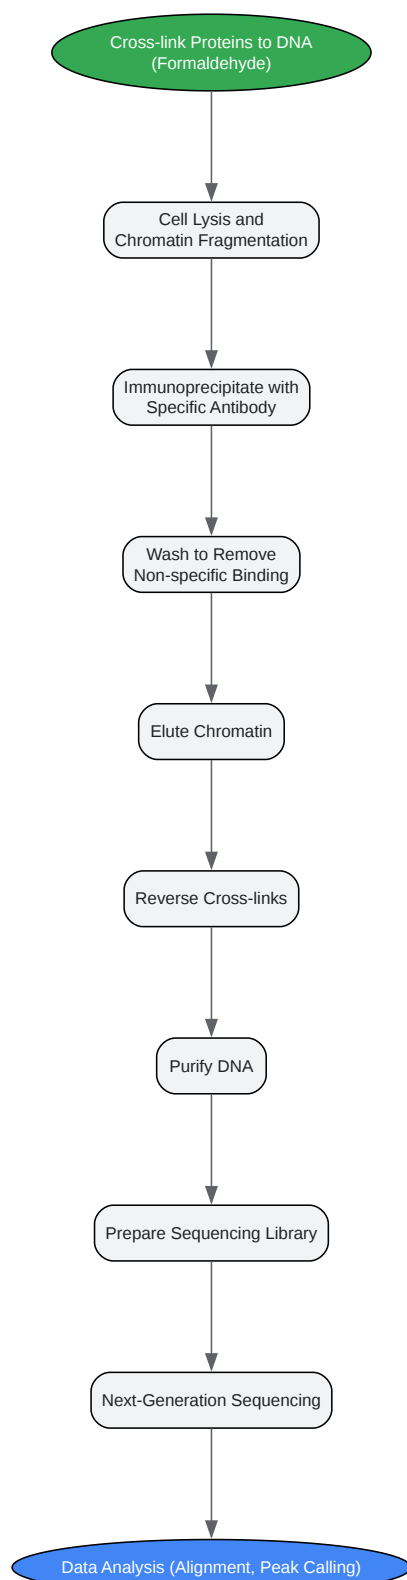 Cross-link Proteins to DNA
(Formaldehyde)
Cell Lysis and
Chromatin Fragmentation
Immunoprecipitate with
Specific Antibody
Wash to Remove
Non-specific Binding
Elute Chromatin
Reverse Cross-links
Purify DNA
Prepare Sequencing Library
Next-Generation Sequencing
Data Analysis (Alignment, Peak Calling)